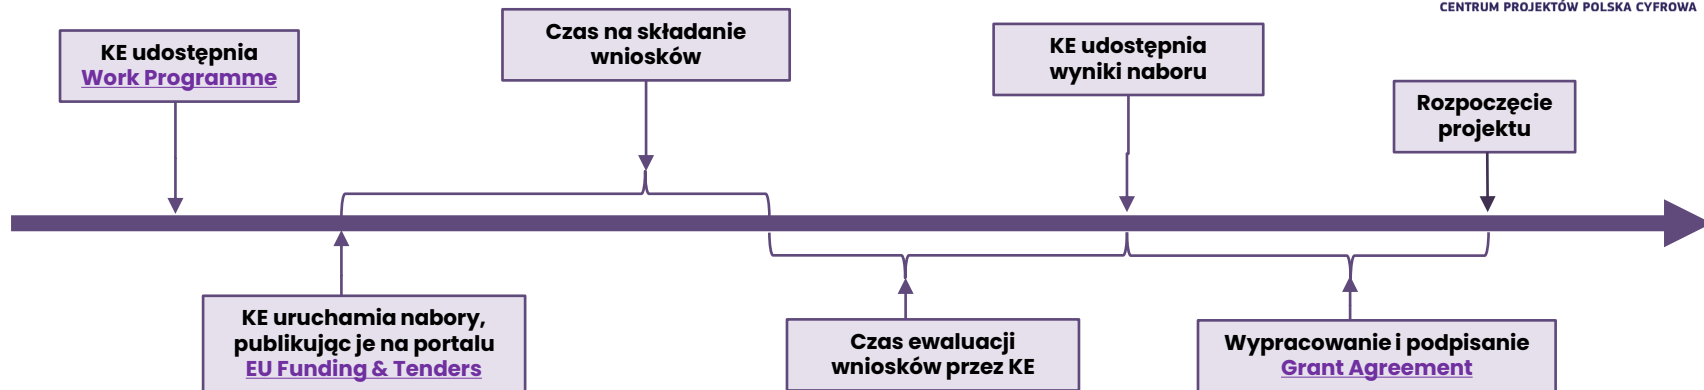 CENTRUM PROJEKTÓW POLSKA CYFROWA
KE udostępnia
Work Programme
Czas na składanie
wniosków
KE udostępnia
wyniki naboru
Rozpoczęcie
projektu
KE uruchamia nabory,
publikując je na portalu
EU Funding & Tenders
Czas ewaluacji
wniosków przez KE
Wypracowanie i podpisanie
Grant Agreement